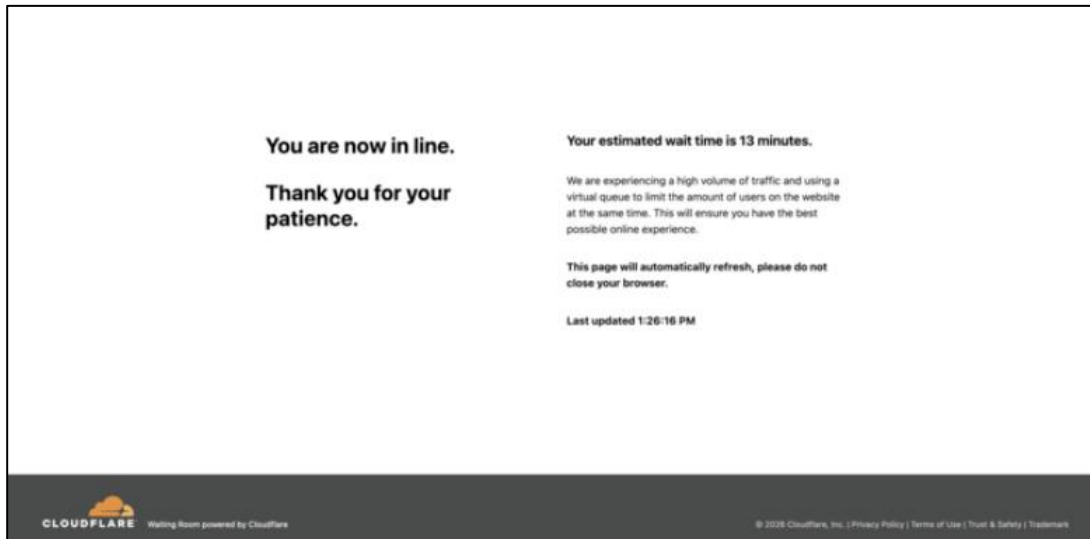 You are now in line.
Thank you for your
patience.
Your estimated wait time is 13 minutes.
We are experiencing a high volume of traffic and using a
virtual queue to limit the amount of users on the website
at the same time. This will ensure you have the best
possible online experience.
This page will automatically refresh, please do not
close your browser.
Last updated 1:26:16 PM
CLOUDFLARE
Waiting Room powered by Cloudflare
© 2026 Cloudflare, Inc. | Privacy Policy | Terms of Use | Trust & Safety | Trademark